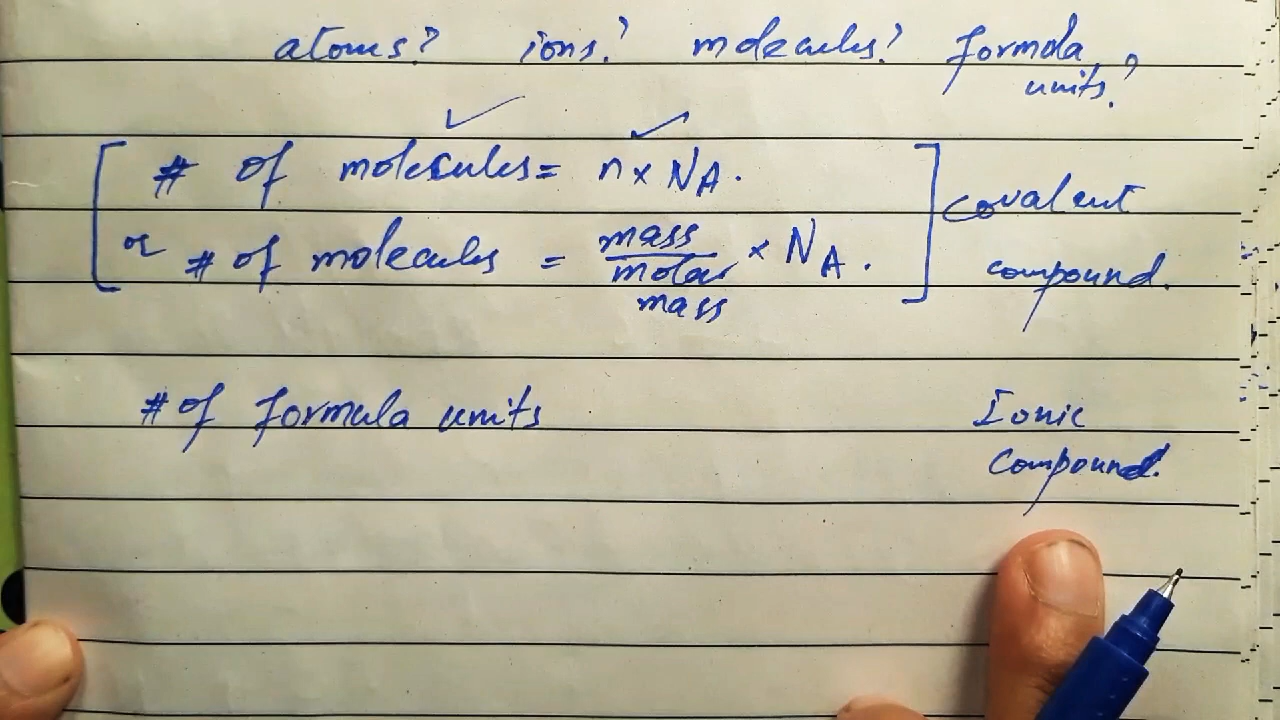 atoms? ions? molecules? formula
units?
# of molecules = n x NA.
or # of molecules = mass/molar mass x NA.
covalent
compound.
# of formula units
Ionic
Compound.